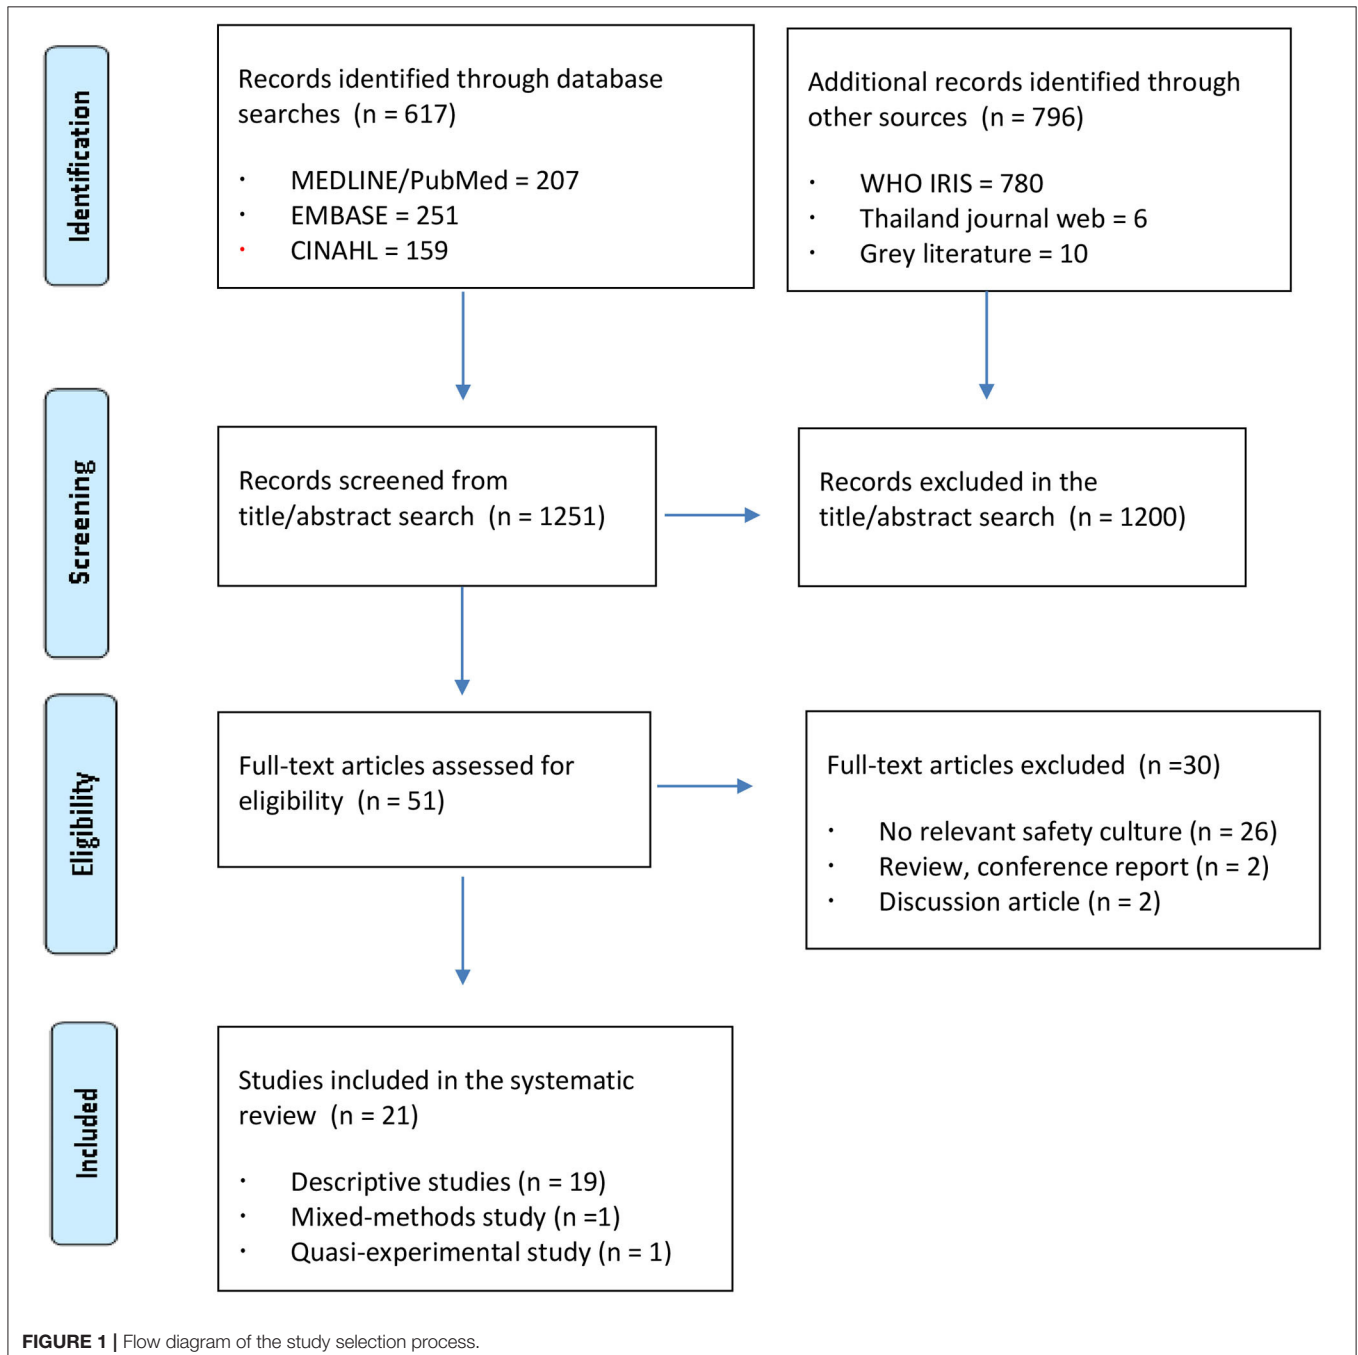 Identification
Records identified through database
searches (n = 617)
· MEDLINE/PubMed = 207
· EMBASE = 251
· CINAHL = 159
Additional records identified through
other sources (n = 796)
· WHO IRIS = 780
· Thailand journal web = 6
· Grey literature = 10
Screening
Records screened from
title/abstract search (n = 1251)
Records excluded in the
title/abstract search (n = 1200)
Eligibility
Full-text articles assessed for
eligibility (n = 51)
Full-text articles excluded (n =30)
· No relevant safety culture (n = 26)
· Review, conference report (n = 2)
· Discussion article (n = 2)
Included
Studies included in the systematic
review (n = 21)
· Descriptive studies (n = 19)
· Mixed-methods study (n =1)
· Quasi-experimental study (n = 1)
FIGURE 1 | Flow diagram of the study selection process.